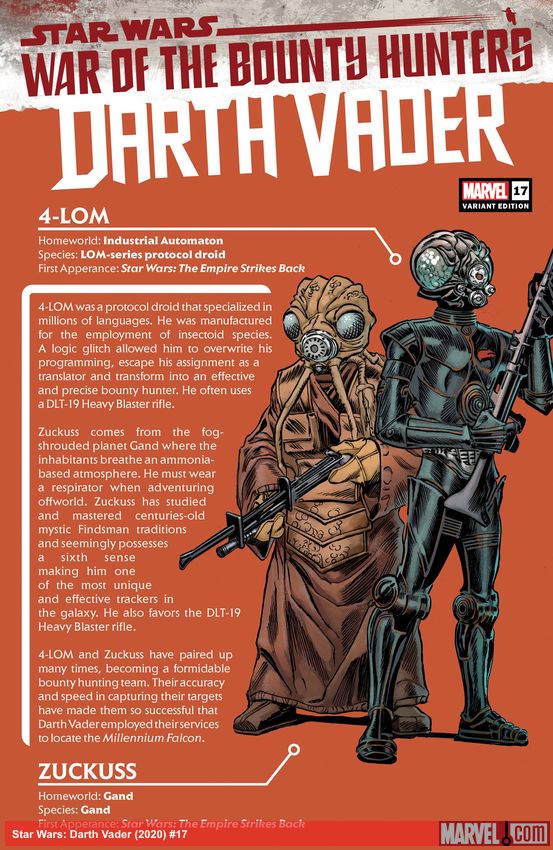 STAR WARS
WAR OF THE BOUNTY HUNTERS
DARTH VADER
MARVEL 17
VARIANT EDITION
4-LOM
Homeworld: Industrial Automaton
Species: LOM-series protocol droid
First Apperance: Star Wars: The Empire Strikes Back
4-LOM was a protocol droid that specialized in
millions of languages. He was manufactured
for the employment of insectoid species.
A logic glitch allowed him to overwrite his
programming, escape his assignment as a
translator and transform into an effective
and precise bounty hunter. He often uses
a DLT-19 Heavy Blaster rifle.
Zuckuss comes from the fog-
shrouded planet Gand where the
inhabitants breathe an ammonia-
based atmosphere. He must wear
a respirator when adventuring
offworld. Zuckuss has studied
and mastered centuries-old
mystic Findsman traditions
and seemingly possesses
a sixth sense
making him one
of the most unique
and effective trackers in
the galaxy. He also favors the DLT-19
Heavy Blaster rifle.
4-LOM and Zuckuss have paired up
many times, becoming a formidable
bounty hunting team. Their accuracy
and speed in capturing their targets
have made them so successful that
Darth Vader employed their services
to locate the Millennium Falcon.
ZUCKUSS
Homeworld: Gand
Species: Gand
First Apperance: Star Wars: The Empire Strikes Back
Star Wars: Darth Vader (2020) #17
MARVEL.com